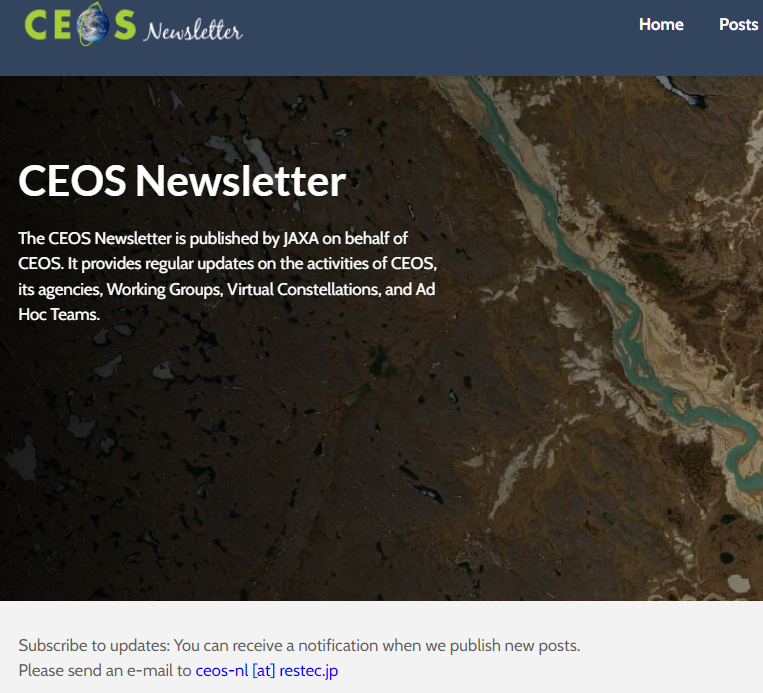 CEOS Newsletter
Home
Posts
CEOS Newsletter
The CEOS Newsletter is published by JAXA on behalf of
CEOS. It provides regular updates on the activities of CEOS,
its agencies, Working Groups, Virtual Constellations, and Ad
Hoc Teams.
Subscribe to updates: You can receive a notification when we publish new posts.
Please send an e-mail to ceos-nl [at] restec.jp